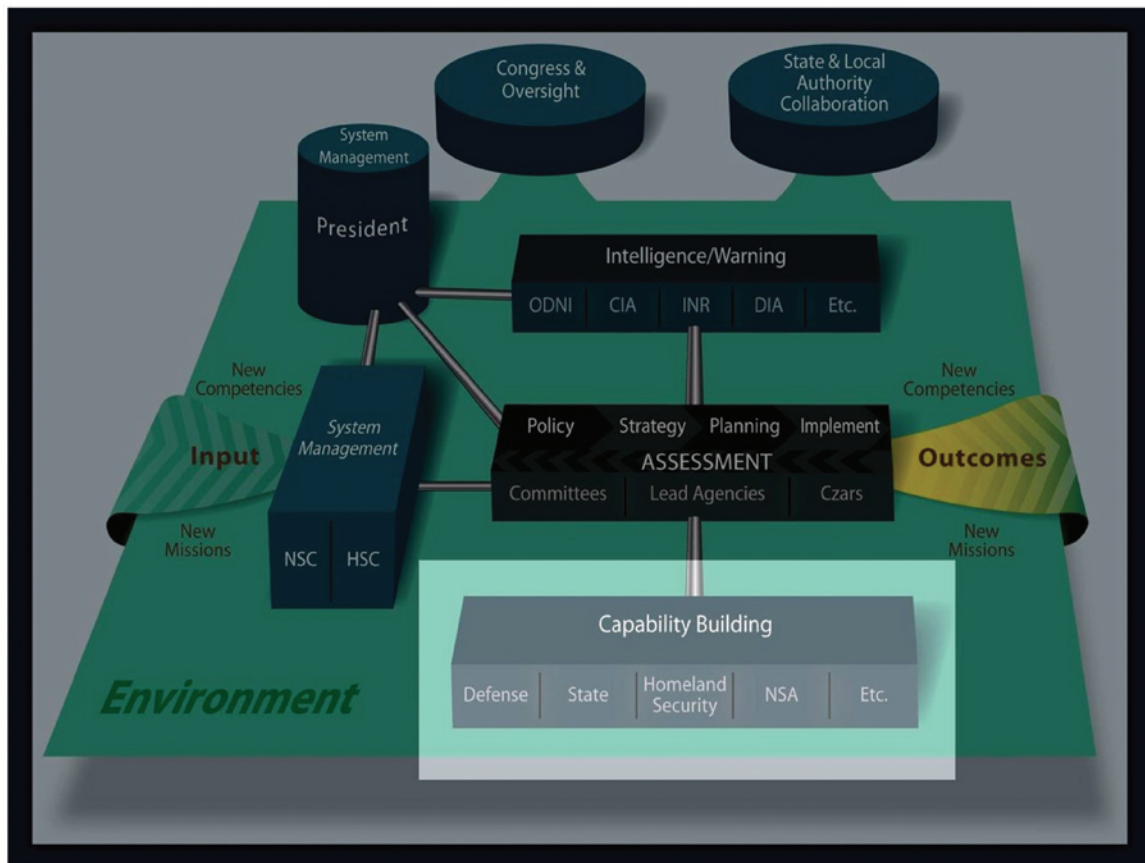 Congress &
Oversight
State & Local
Authority
Collaboration
System
Management
President
Intelligence/Warning
ODNI
CIA
INR
DIA
Etc.
New
Competencies
New
Competencies
System
Management
Policy
Strategy
Planning
Implement
Input
ASSESSMENT
Outcomes
Committees
Lead Agencies
Czars
New
Missions
New
Missions
NSC
HSC
Capability Building
Environment
Defense
State
Homeland
Security
NSA
Etc.